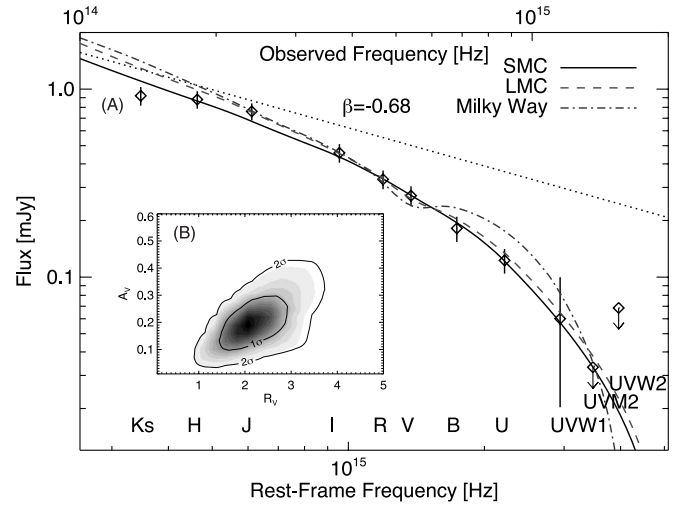 10^14
10^15
Observed Frequency [Hz]
SMC
LMC
Milky Way
(A)
β=-0.68
1.0
0.1
Flux [mJy]
(B)
0.6
0.5
0.4
0.3
0.2
0.1
A_V
2σ
1σ
2σ
0
1
2
3
4
5
R_V
UVW2
UVM2
Ks H J I R V B U UVW1
10^15
Rest-Frame Frequency [Hz]